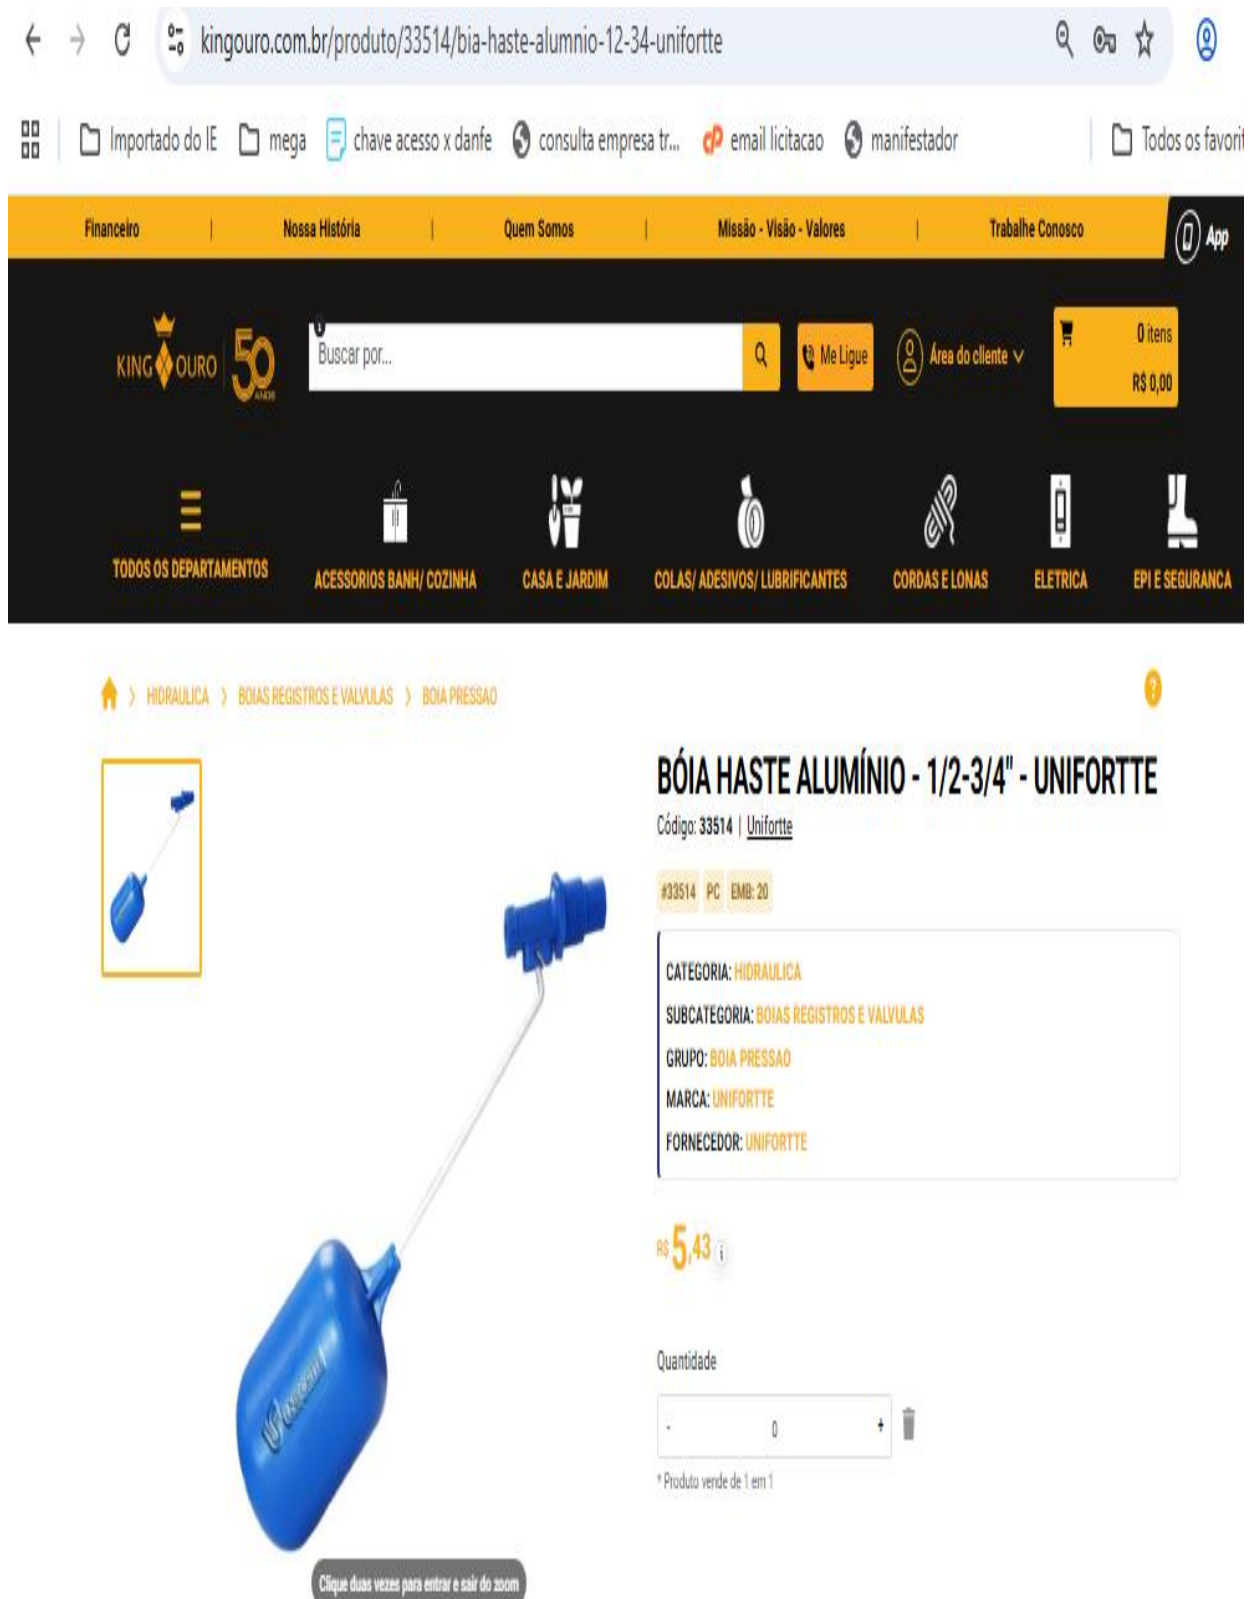 kingouro.com.br/produto/33514/bia-haste-alumnio-12-34-unifortte
Importado do IE mega chave acesso x danfe consulta empresa tr... email licitacao manifestador Todos os favorit
Financeiro | Nossa História | Quem Somos | Missão - Visão - Valores | Trabalhe Conosco App
KING OURO 50 ANOS
Buscar por...
Me Ligue
Área do cliente
0 itens
R$ 0,00
TODOS OS DEPARTAMENTOS ACESSORIOS BANH/ COZINHA CASA E JARDIM COLAS/ ADESIVOS/ LUBRIFICANTES CORDAS E LONAS ELETRICA EPI E SEGURANCA
> HIDRAULICA > BOIAS REGISTROS E VALVULAS > BOIA PRESSAO ?
BÓIA HASTE ALUMÍNIO - 1/2-3/4" - UNIFORTTE
Código: 33514 | Unifortte
#33514 PC EMB: 20
CATEGORIA: HIDRAULICA
SUBCATEGORIA: BOIAS REGISTROS E VALVULAS
GRUPO: BOIA PRESSAO
MARCA: UNIFORTTE
FORNECEDOR: UNIFORTTE
R$ 5,43 i
Quantidade
- 0 +
* Produto vende de 1 em 1
Clique duas vezes para entrar e sair do zoom